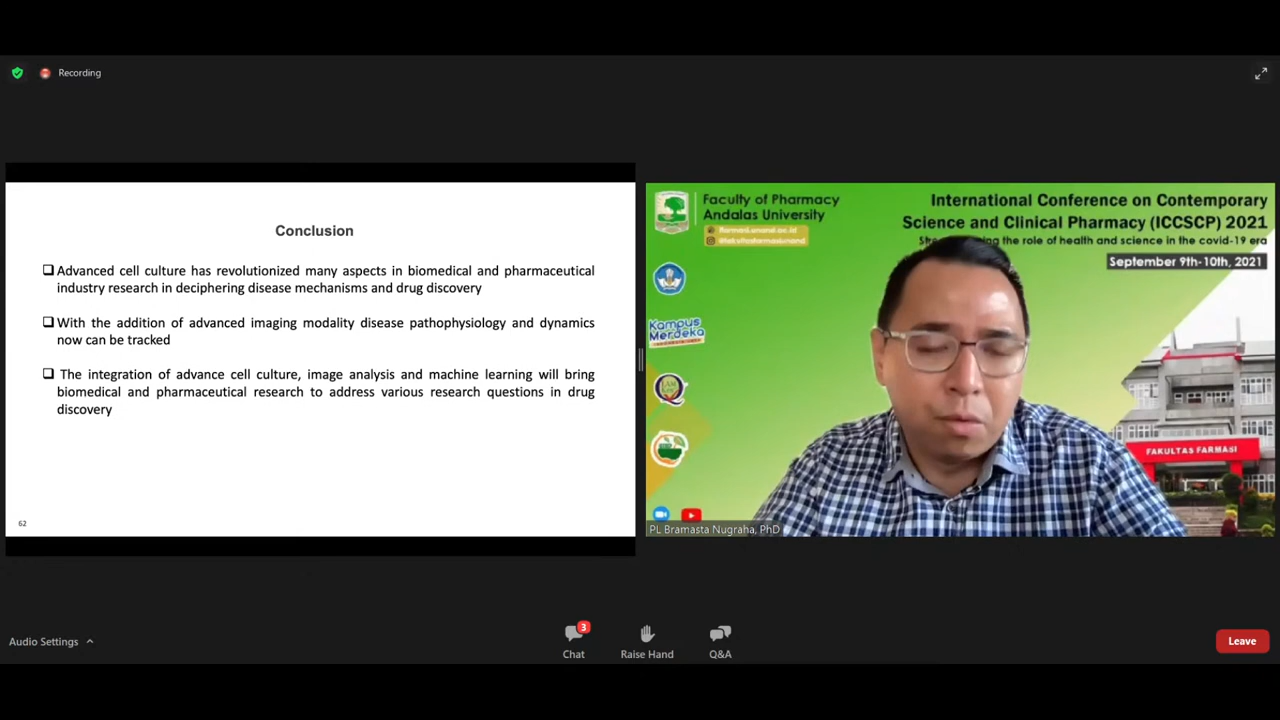 Recording
Conclusion
❑Advanced cell culture has revolutionized many aspects in biomedical and pharmaceutical
industry research in deciphering disease mechanisms and drug discovery
❑With the addition of advanced imaging modality disease pathophysiology and dynamics
now can be tracked
❑ The integration of advance cell culture, image analysis and machine learning will bring
biomedical and pharmaceutical research to address various research questions in drug
discovery
62
Faculty of Pharmacy
Andalas University
ffarmasi.unand.ac.id
@fakultasfarmasiunand
International Conference on Contemporary
Science and Clinical Pharmacy (ICCSCP) 2021
the role of health and science in the covid-19 era
September 9th-10th, 2021
Kampus
Merdeka
FAKULTAS FARMASI
PL Bramasta Nugraha, PhD
Audio Settings
3
Chat
Raise Hand
Q&A
Leave